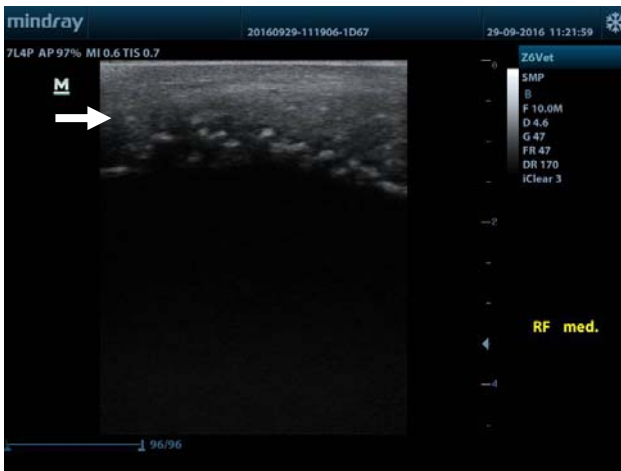 mindray
20160929-111906-1D67
29-09-2016 11:21:59
7L4P AP 97% MI 0.6 TIS 0.7
M
Z6Vet
SMP
B
F 10.0M
D 4.6
G 47
FR 47
DR 170
iClear 3
0
2
RF med.
4
96/96